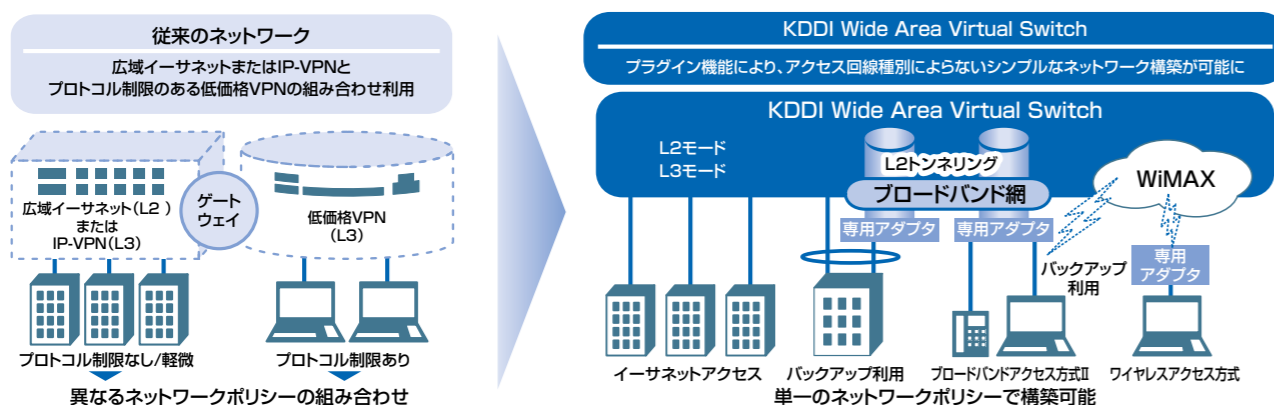 従来のネットワーク
広域イーサネットまたはIP-VPNと
プロトコル制限のある低価格VPNの組み合わせ利用
広域イーサネット(L2)
または
IP-VPN(L3)
ゲート
ウェイ
低価格VPN
(L3)
プロトコル制限なし/軽微
プロトコル制限あり
異なるネットワークポリシーの組み合わせ
KDDI Wide Area Virtual Switch
プラグイン機能により、アクセス回線種別によらないシンプルなネットワーク構築が可能に
KDDI Wide Area Virtual Switch
L2モード
L3モード
L2トンネリング
ブロードバンド網
WiMAX
専用アダプタ
専用アダプタ
バックアップ
利用
専用
アダプタ
イーサネットアクセス
バックアップ利用
ブロードバンドアクセス方式Ⅱ
ワイヤレスアクセス方式
単一のネットワークポリシーで構築可能